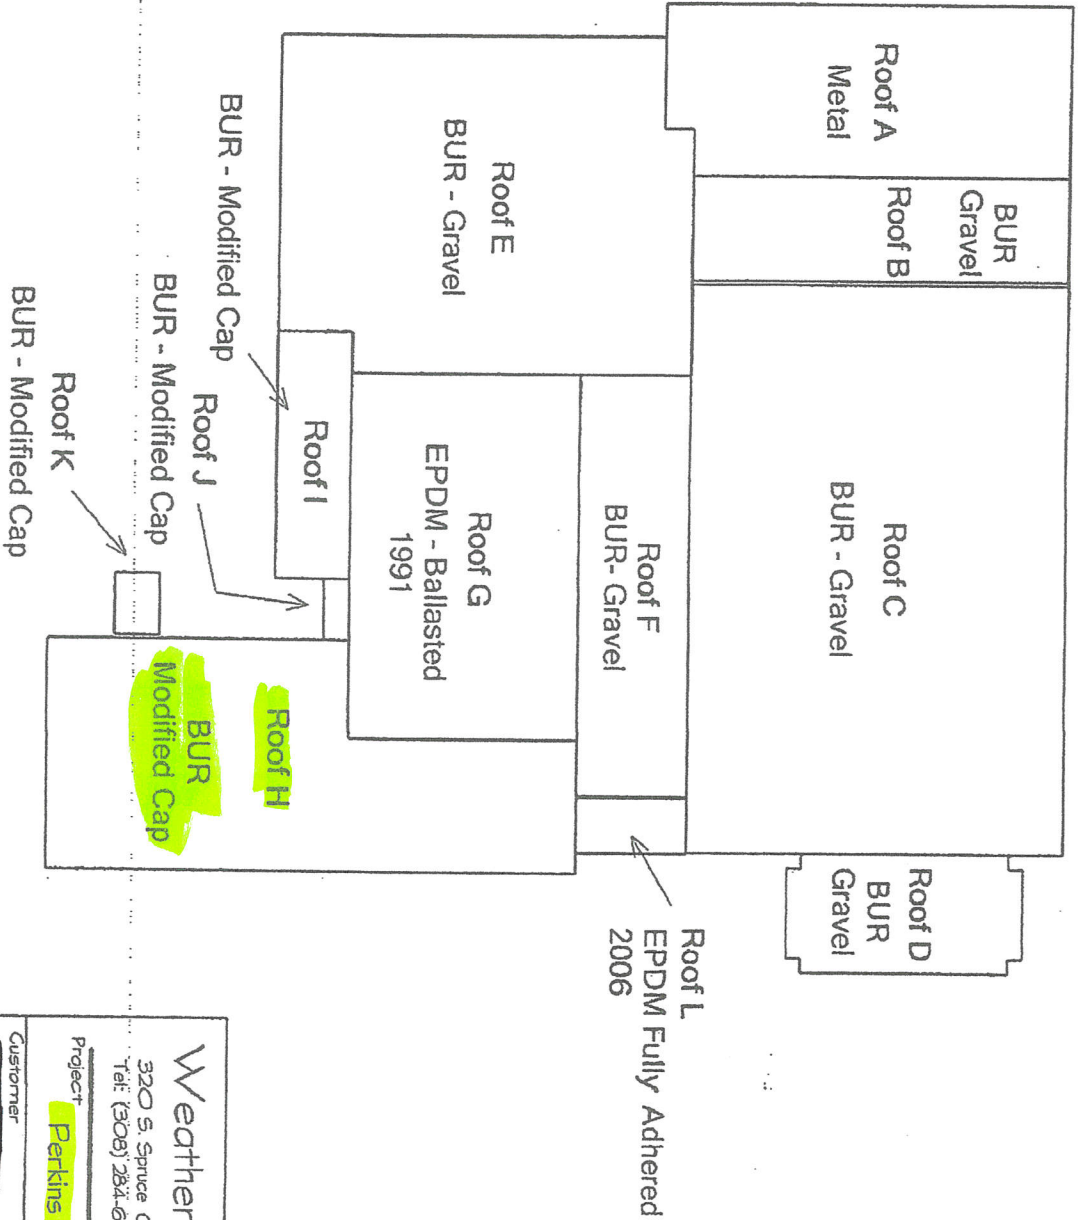 Roof A
Metal
BUR
Gravel
Roof B
Roof C
BUR - Gravel
Roof D
BUR
Gravel
Roof E
BUR - Gravel
Roof F
BUR- Gravel
Roof L
EPDM Fully Adhered
2006
Roof G
EPDM - Ballasted
1991
Roof I
BUR - Modified Cap
Roof J
BUR - Modified Cap
Roof K
BUR - Modified Cap
Roof H
BUR
Modified Cap
Weather
320 S. Spruce
Tel: (308) 284-
Project Perkins
Customer